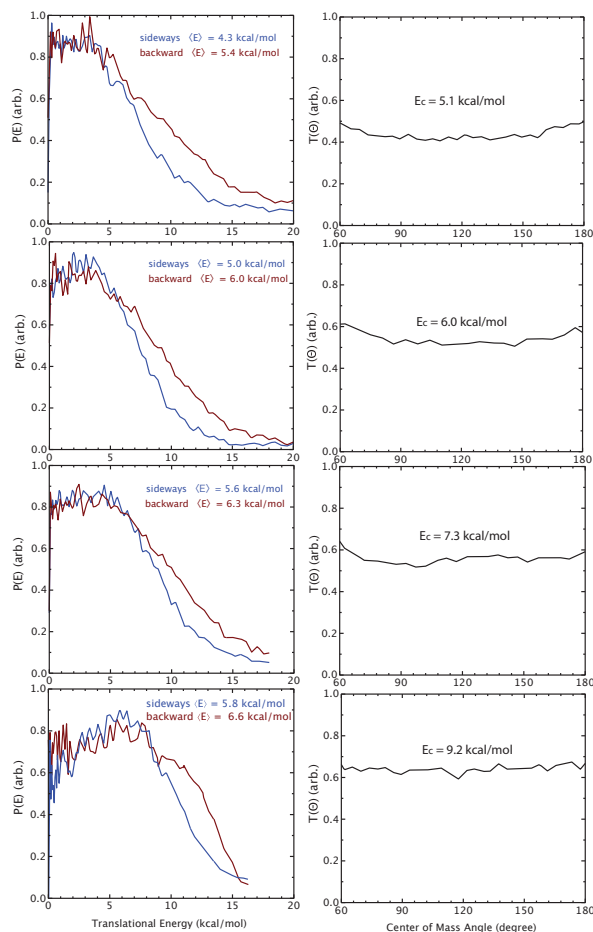 1.0
0.8
0.6
0.4
0.2
0.0
P(E) (arb.)
sideways ⟨E⟩ = 4.3 kcal/mol
backward ⟨E⟩ = 5.4 kcal/mol
0 5 10 15 20
1.0
0.8
0.6
0.4
0.2
0.0
T(Θ) (arb.)
Ec = 5.1 kcal/mol
60 90 120 150 180
1.0
0.8
0.6
0.4
0.2
0.0
P(E) (arb.)
sideways ⟨E⟩ = 5.0 kcal/mol
backward ⟨E⟩ = 6.0 kcal/mol
0 5 10 15 20
1.0
0.8
0.6
0.4
0.2
0.0
T(Θ) (arb.)
Ec = 6.0 kcal/mol
60 90 120 150 180
1.0
0.8
0.6
0.4
0.2
0.0
P(E) (arb.)
sideways ⟨E⟩ = 5.6 kcal/mol
backward ⟨E⟩ = 6.3 kcal/mol
0 5 10 15 20
1.0
0.8
0.6
0.4
0.2
0.0
T(Θ) (arb.)
Ec = 7.3 kcal/mol
60 90 120 150 180
1.0
0.8
0.6
0.4
0.2
0.0
P(E) (arb.)
sideways ⟨E⟩ = 5.8 kcal/mol
backward ⟨E⟩ = 6.6 kcal/mol
0 5 10 15 20
Translational Energy (kcal/mol)
1.0
0.8
0.6
0.4
0.2
0.0
T(Θ) (arb.)
Ec = 9.2 kcal/mol
60 90 120 150 180
Center of Mass Angle (degree)